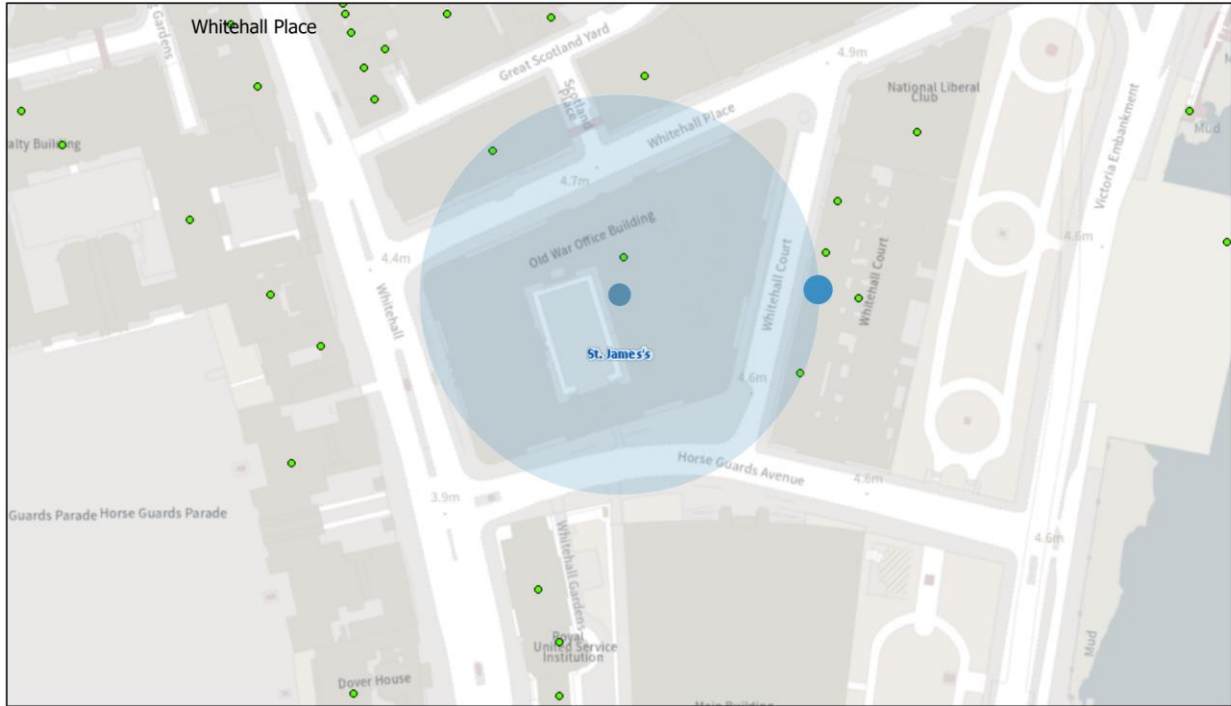 Whitehall Place
Gardens
Great Scotland Yard
4.9m
Scotland
Place
National Liberal
Club
Whitehall Place
Victoria Embankment
Mud
alty Building
4.7m
Old War Office Building
4.6m
4.4m
Whitehall
Whitehall Court
Whitehall Court
St. James's
4.6m
Horse Guards Avenue
4.6m
3.9m
Guards Parade
Horse Guards Parade
4.6m
Whitehall Gardens
Royal
United Service
Institution
Mud
Dover House
Main Building